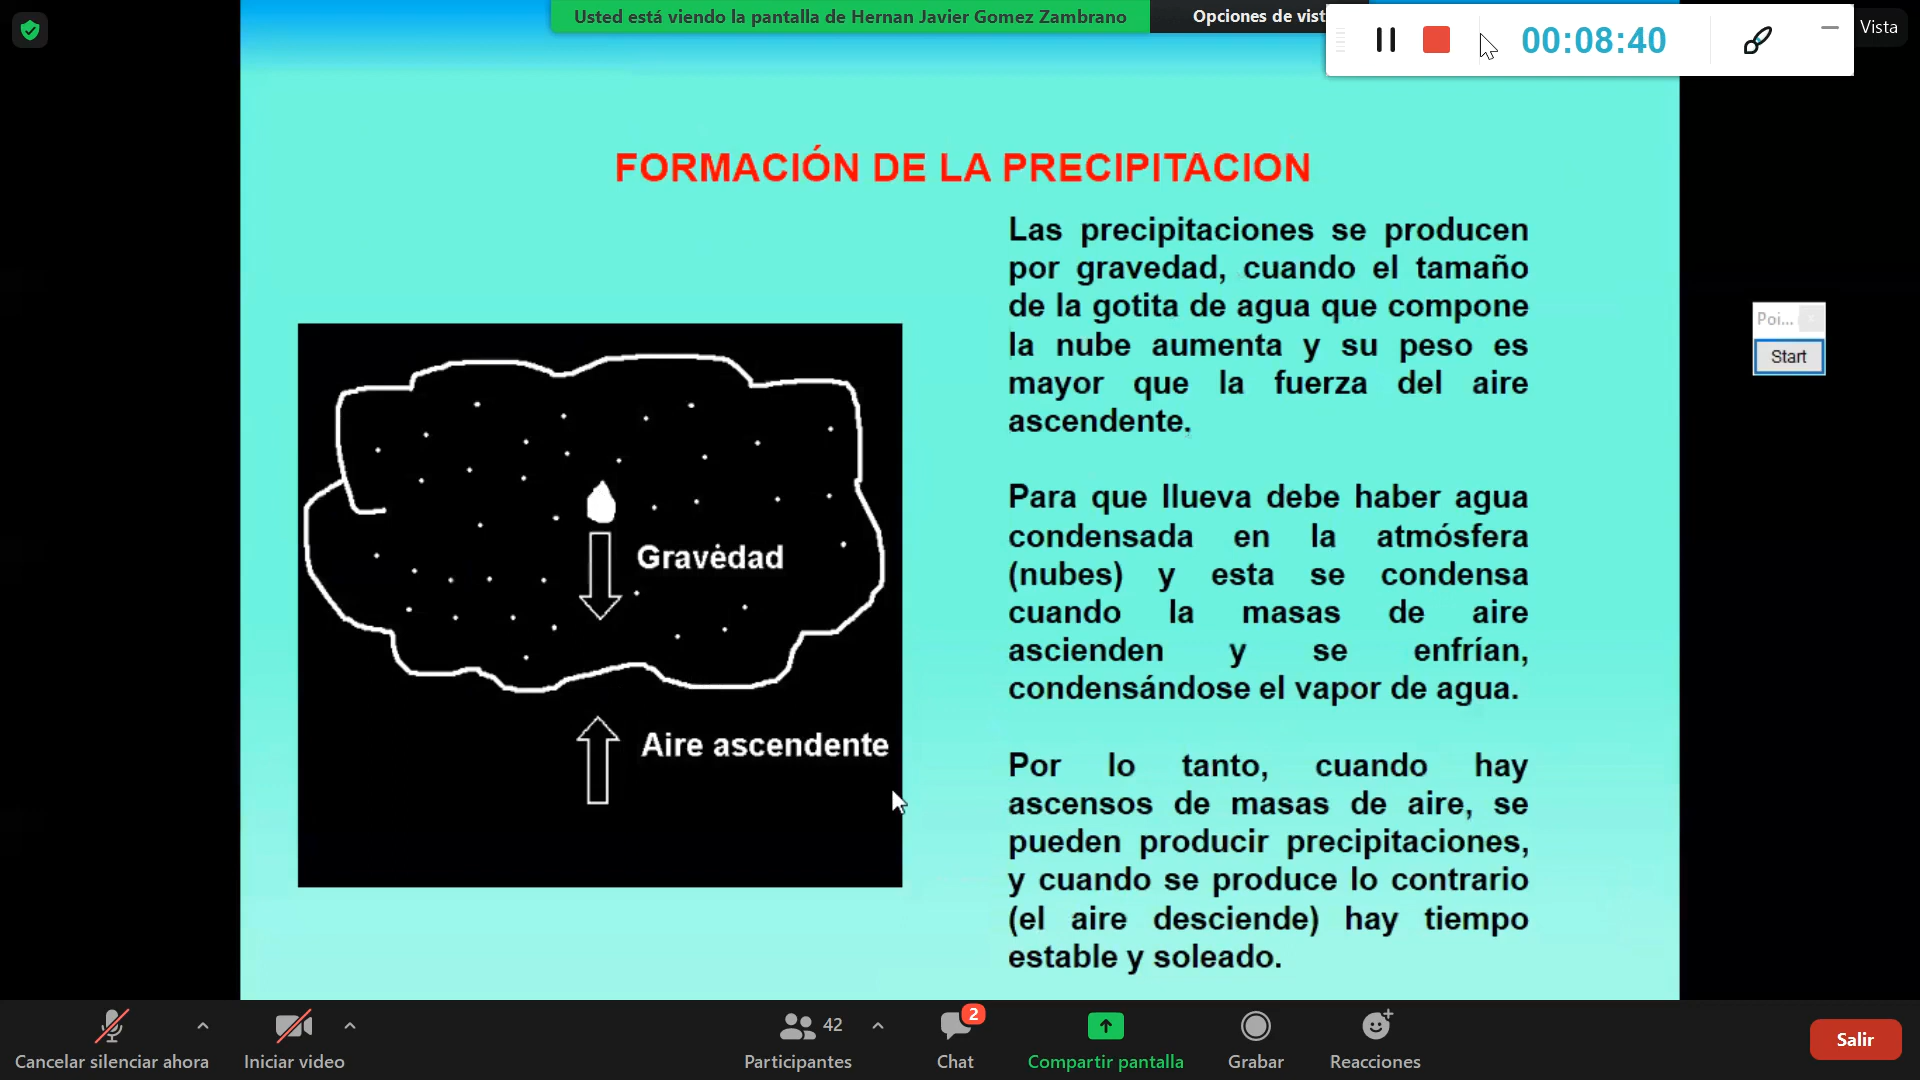 Usted está viendo la pantalla de Hernan Javier Gomez Zambrano
Opciones de vist
00:08:40
Vista
FORMACIÓN DE LA PRECIPITACION
Las precipitaciones se producen
por gravedad, cuando el tamaño
de la gotita de agua que compone
la nube aumenta y su peso es
mayor que la fuerza del aire
ascendente.
Para que llueva debe haber agua
condensada en la atmósfera
(nubes) y esta se condensa
cuando la masas de aire
ascienden y se enfrían,
condensándose el vapor de agua.
Por lo tanto, cuando hay
ascensos de masas de aire, se
pueden producir precipitaciones,
y cuando se produce lo contrario
(el aire desciende) hay tiempo
estable y soleado.
Gravedad
Aire ascendente
Poi...
Start
Cancelar silenciar ahora
Iniciar video
42
Participantes
2
Chat
Compartir pantalla
Grabar
Reacciones
Salir